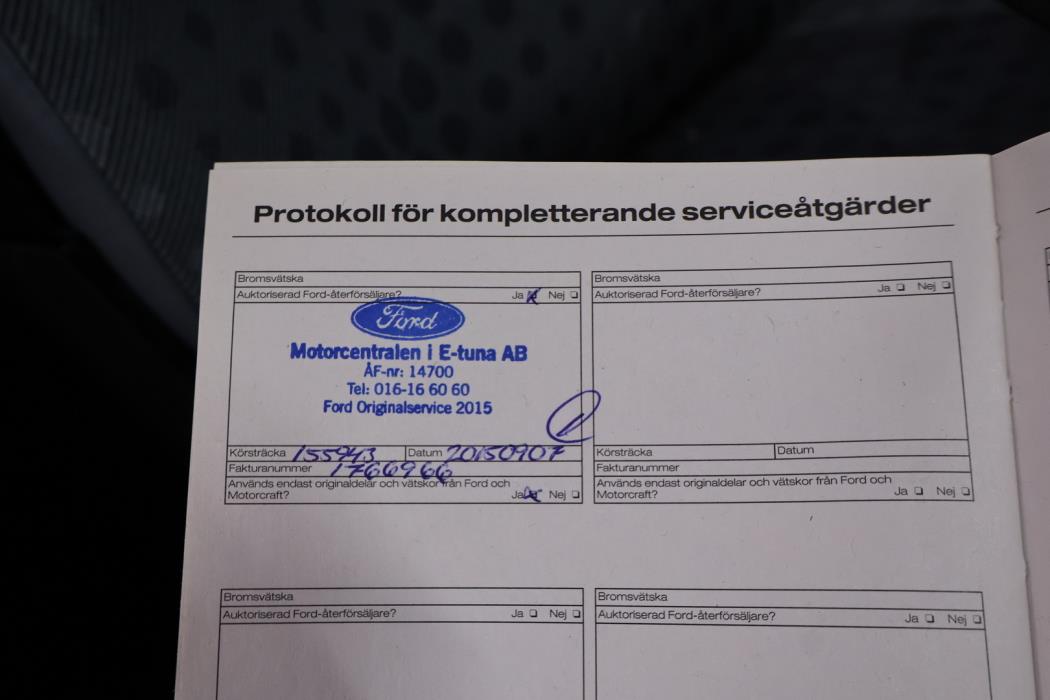 Protokoll för kompletterande serviceåtgärder
Bromsvätska
Auktoriserad Ford-återförsäljare? Ja Nej
Ford
Motorcentralen i E-tuna AB
ÅF-nr: 14700
Tel: 016-16 60 60
Ford Originalservice 2015
Körsträcka 155943 Datum 20150907
Fakturanummer 1766966
Används endast originaldelar och vätskor från Ford och
Motorcraft? Ja Nej
Bromsvätska
Auktoriserad Ford-återförsäljare? Ja Nej
Körsträcka Datum
Fakturanummer
Används endast originaldelar och vätskor från Ford och
Motorcraft? Ja Nej
Bromsvätska
Auktoriserad Ford-återförsäljare? Ja Nej
Bromsvätska
Auktoriserad Ford-återförsäljare? Ja Nej